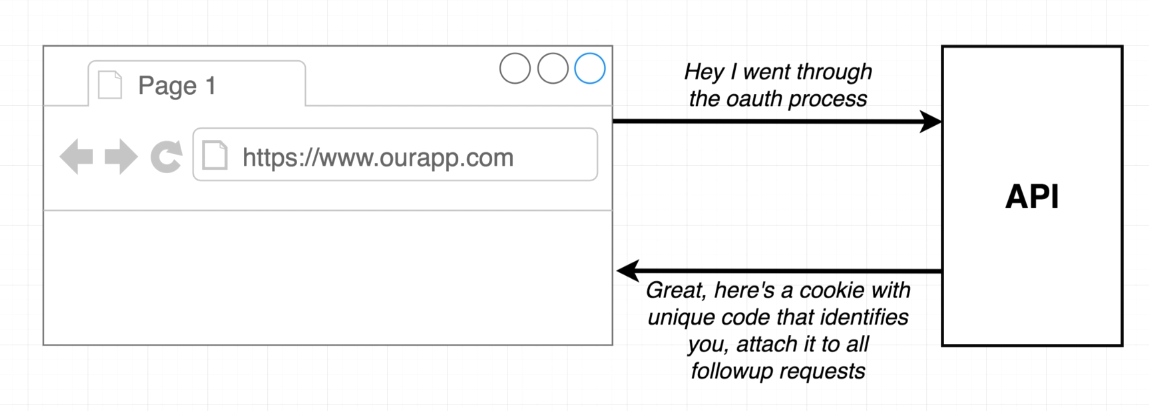 Page 1
https://www.ourapp.com
Hey I went through
the oauth process
API
Great, here's a cookie with
unique code that identifies
you, attach it to all
followup requests